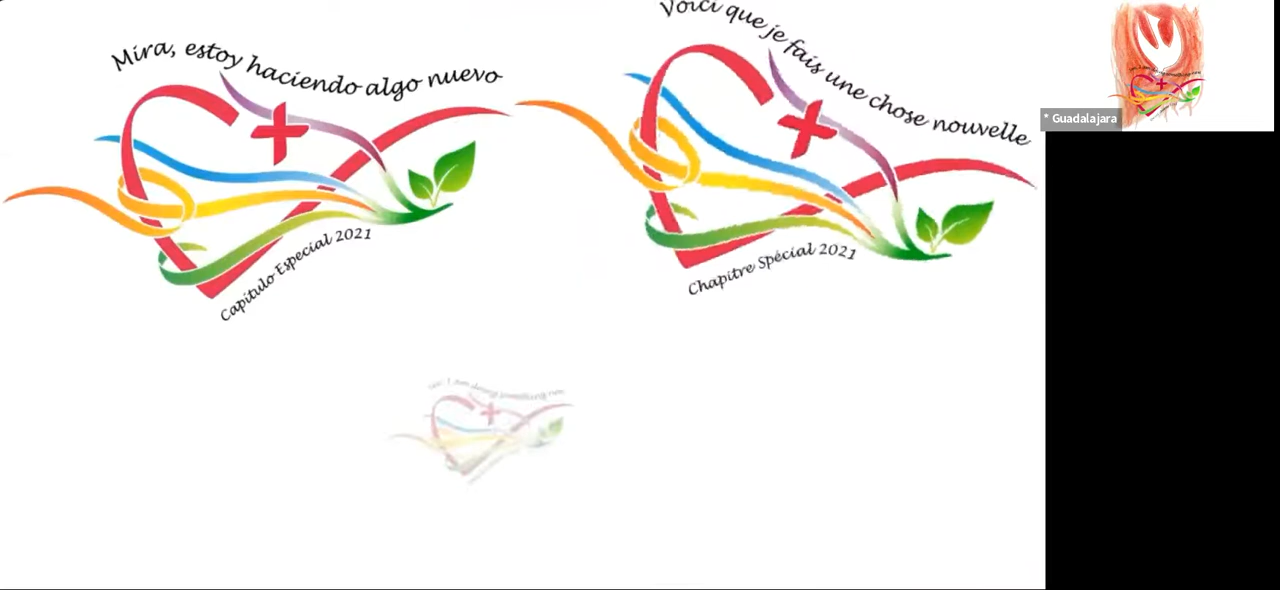 Mira, estoy haciendo algo nuevo
Capítulo Especial 2021
Voici que je fais une chose nouvelle
Chapitre Spécial 2021
* Guadalajara